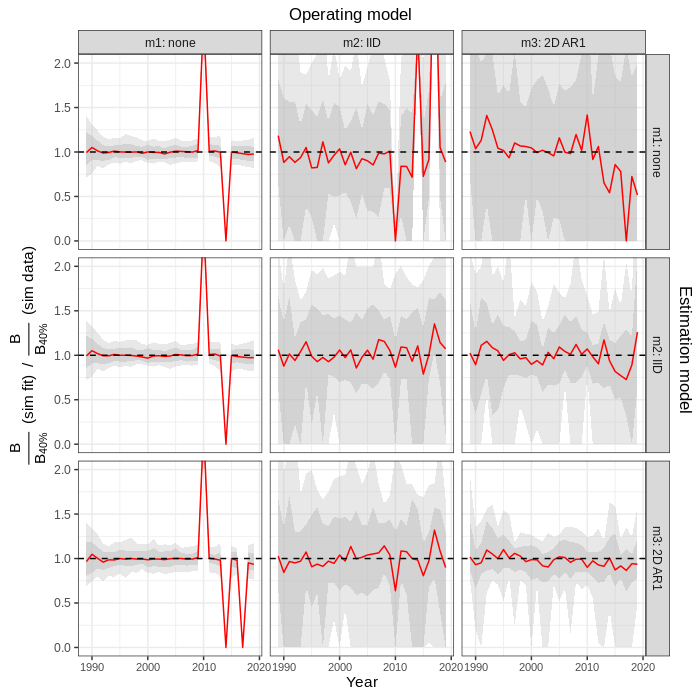 Operating model
m1: none
m2: IID
m3: 2D AR1
2.0
1.5
1.0
0.5
0.0
m1: none
2.0
1.5
1.0
0.5
0.0
m2: IID
2.0
1.5
1.0
0.5
0.0
m3: 2D AR1
1990
2000
2010
2020
1990
2000
2010
2020
1990
2000
2010
2020
Year
B
B40%
(sim fit) /
B
B40%
(sim data)
Estimation model